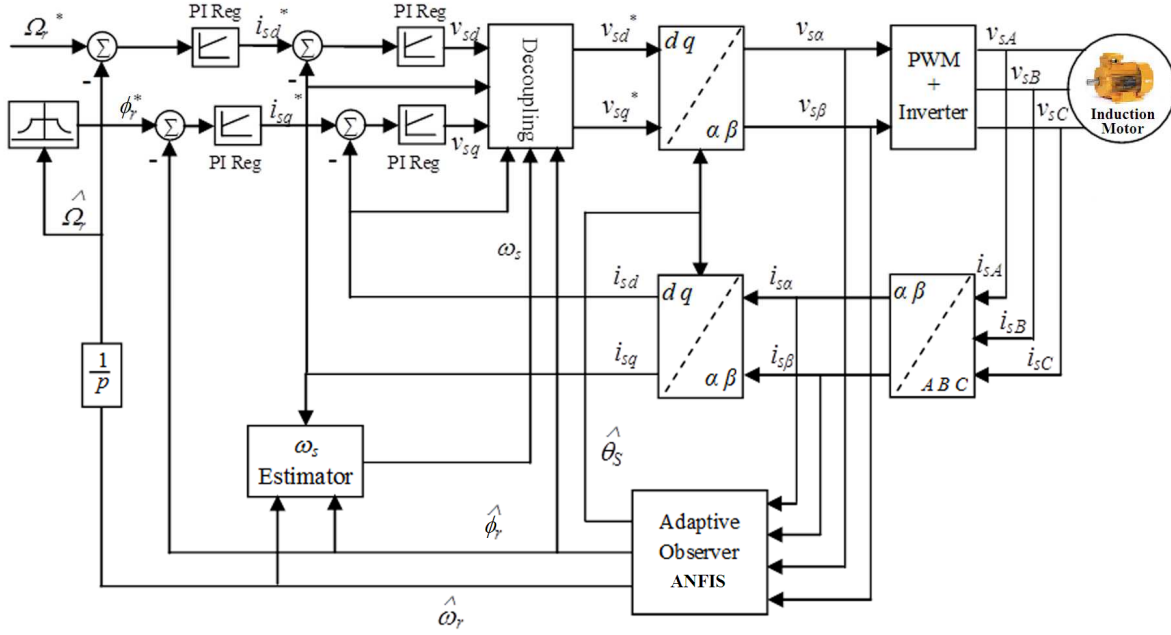 Ω_r^*
Σ
-
PI Reg
i_sd^*
Σ
-
PI Reg
v_sd
Decoupling
v_sd^*
d q
α β
v_sα
PWM
+
Inverter
v_sA
v_sB
v_sC
Induction
Motor
ϕ_r^*
Σ
-
PI Reg
i_sq^*
Σ
-
PI Reg
v_sq
v_sq^*
v_sβ
Ω̂_r
ω_s
i_sd
d q
α β
i_sα
α β
A B C
i_sA
i_sB
i_sC
i_sq
i_sβ
1
p
ω_s
Estimator
θ̂_S
ϕ̂_r
Adaptive
Observer
ANFIS
ω̂_r